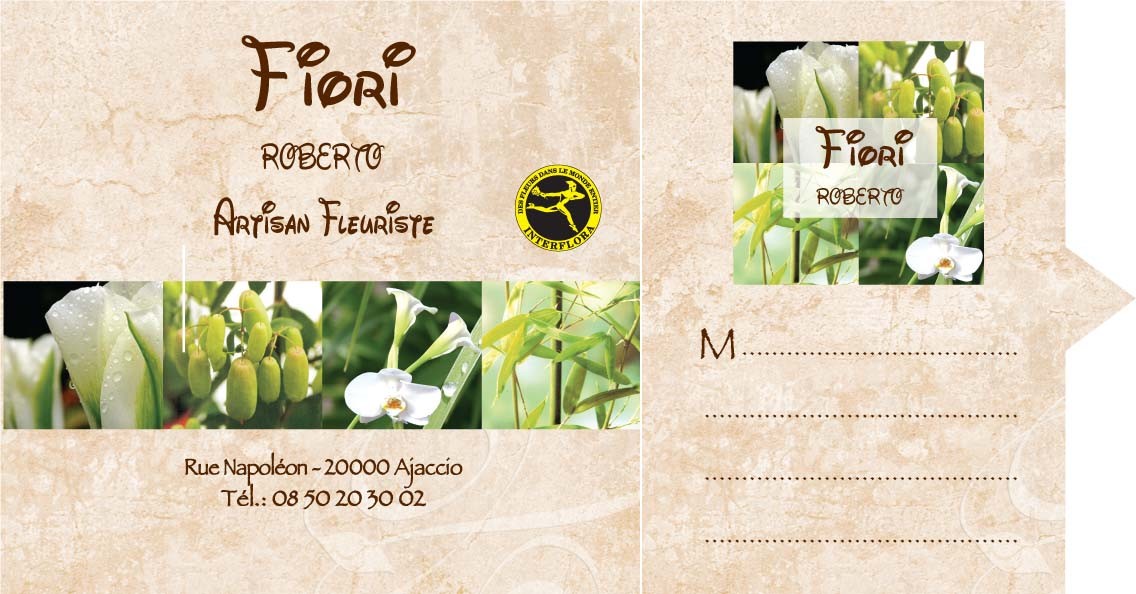 Fiori
ROBERTO
Artisan Fleuriste
DES FLEURS DANS LE MONDE ENTIER
INTERFLORA
Rue Napoléon - 20000 Ajaccio
Tél.: 08 50 20 30 02
Fiori
ROBERTO
M